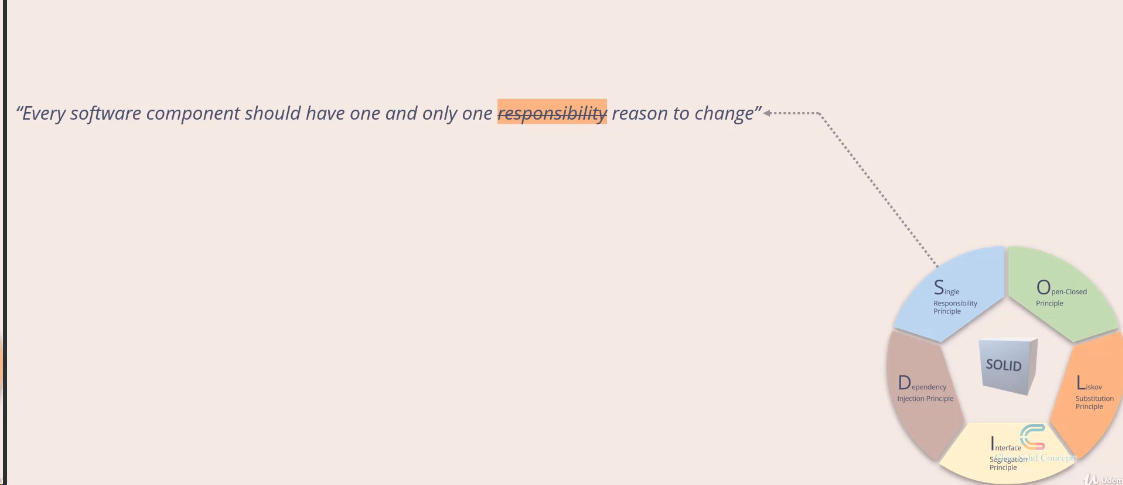 “Every software component should have one and only one responsibility reason to change”
Single
Responsibility
Principle
Open-Closed
Principle
SOLID
Dependency
Injection Principle
Liskov
Substitution
Principle
Interface
Segregation
Principle